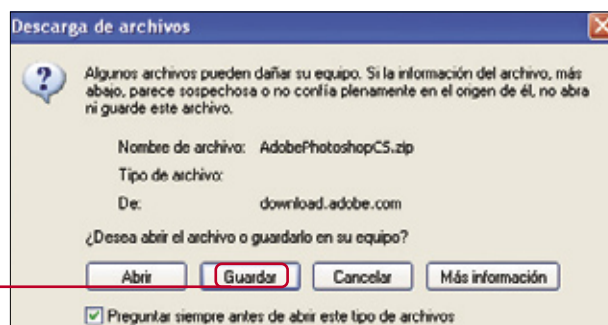 Descarga de archivos
Algunos archivos pueden dañar su equipo. Si la información del archivo, más
abajo, parece sospechosa o no confía plenamente en el origen de él, no abra
ni guarde este archivo.
Nombre de archivo: AdobePhotoshopCS.zip
Tipo de archivo:
De: download.adobe.com
¿Desea abrir el archivo o guardarlo en su equipo?
Abrir Guardar Cancelar Más información
Preguntar siempre antes de abrir este tipo de archivos